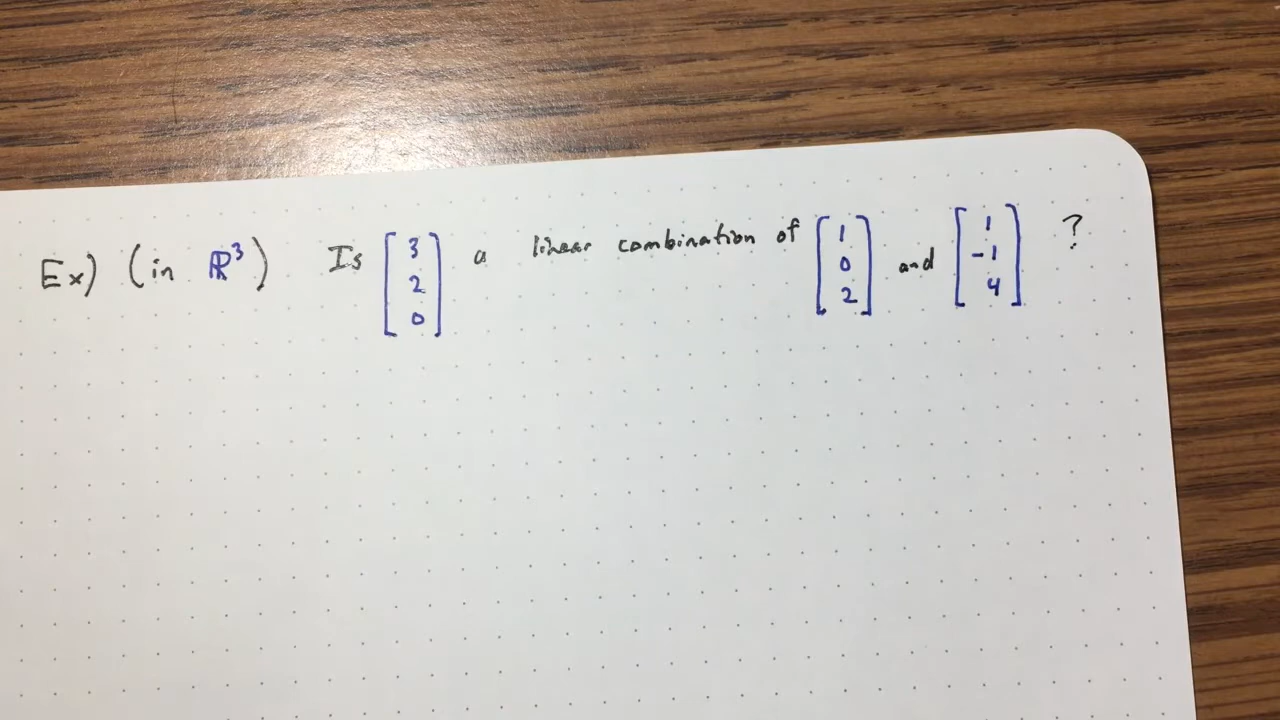 Ex) (in ℝ³) Is [3 2 0] a linear combination of [1 0 2] and [1 -1 4] ?